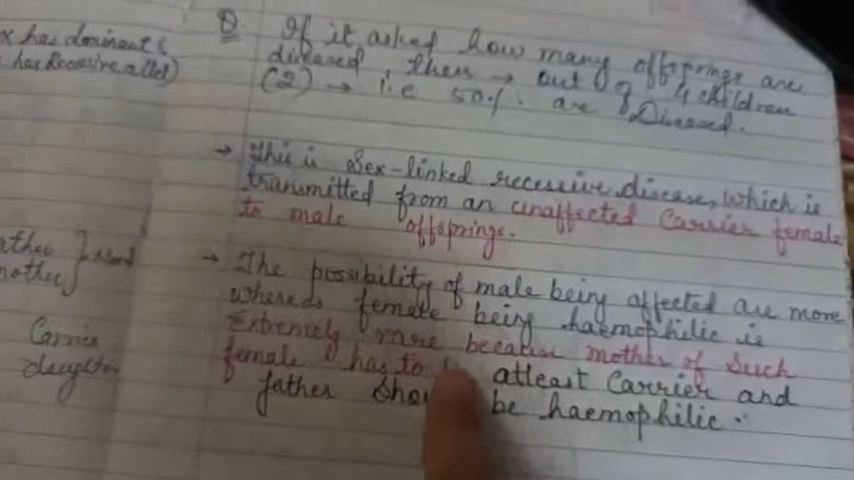 x has dominant &
has Recessive allel)
Q If it asked how many offsprings are
diseased, then → out of 4 children
(2) → i.e 50%. are Diseased.
→ This is Sex-linked recessive disease, which is
transmitted from an unaffected Carrier female
to male offsprings.
ather } 
nother
→ The possibility of male being affected are more
whereas female being haemophilic is
Extremely rare because mother of Such
female has to atleast Carrier and
father be haemophilic.
Carrier
daughter